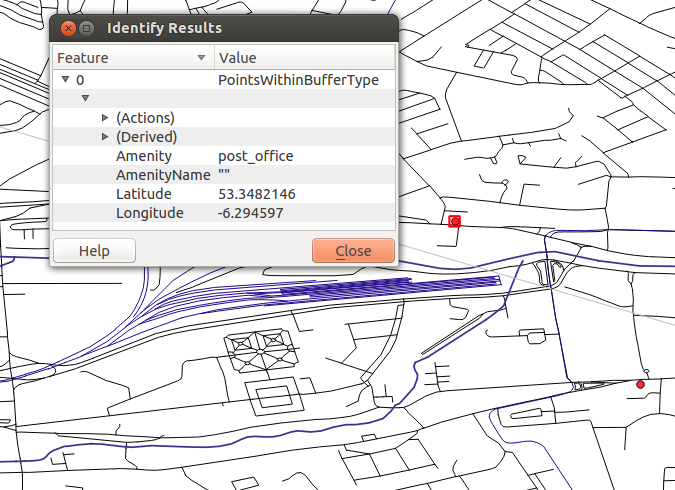 Identify Results
Feature Value
0 PointsWithinBufferType
(Actions)
(Derived)
Amenity post_office
AmenityName ""
Latitude 53.3482146
Longitude -6.294597
Help Close